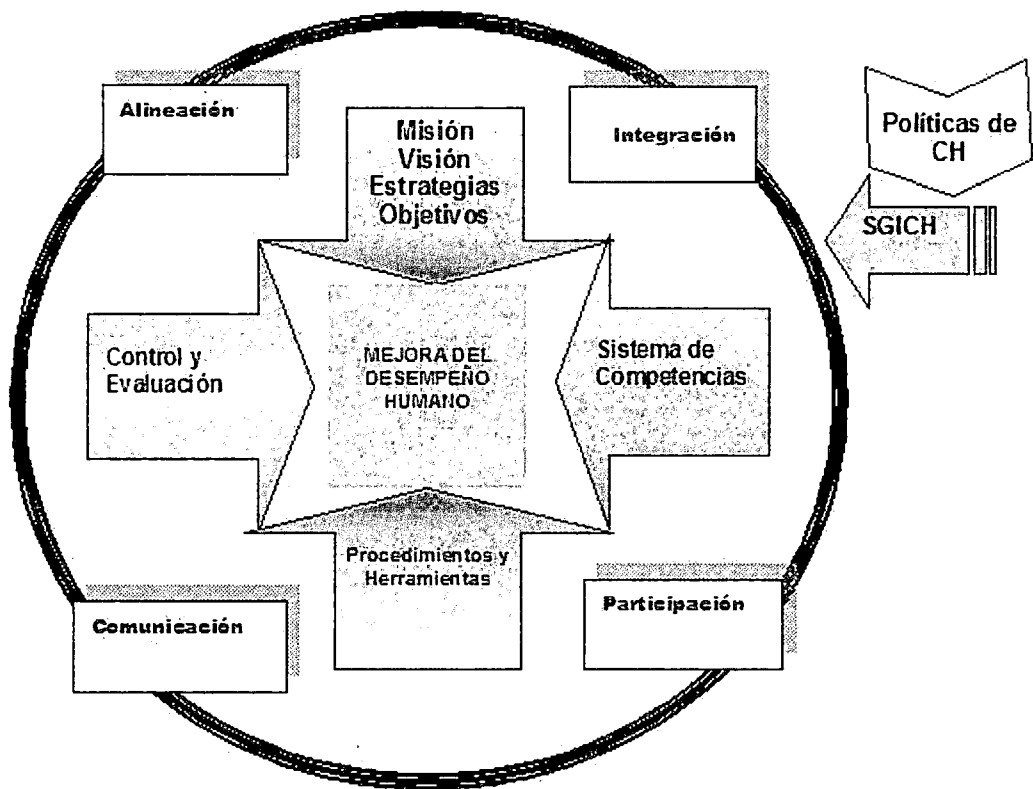 Alineación
Misión
Visión
Estrategias
Objetivos
Integración
Políticas de
CH
SGICH
Control y
Evaluación
MEJORA DEL
DESEMPEÑO
HUMANO
Sistema de
Competencias
Procedimientos y
Herramientas
Comunicación
Participación